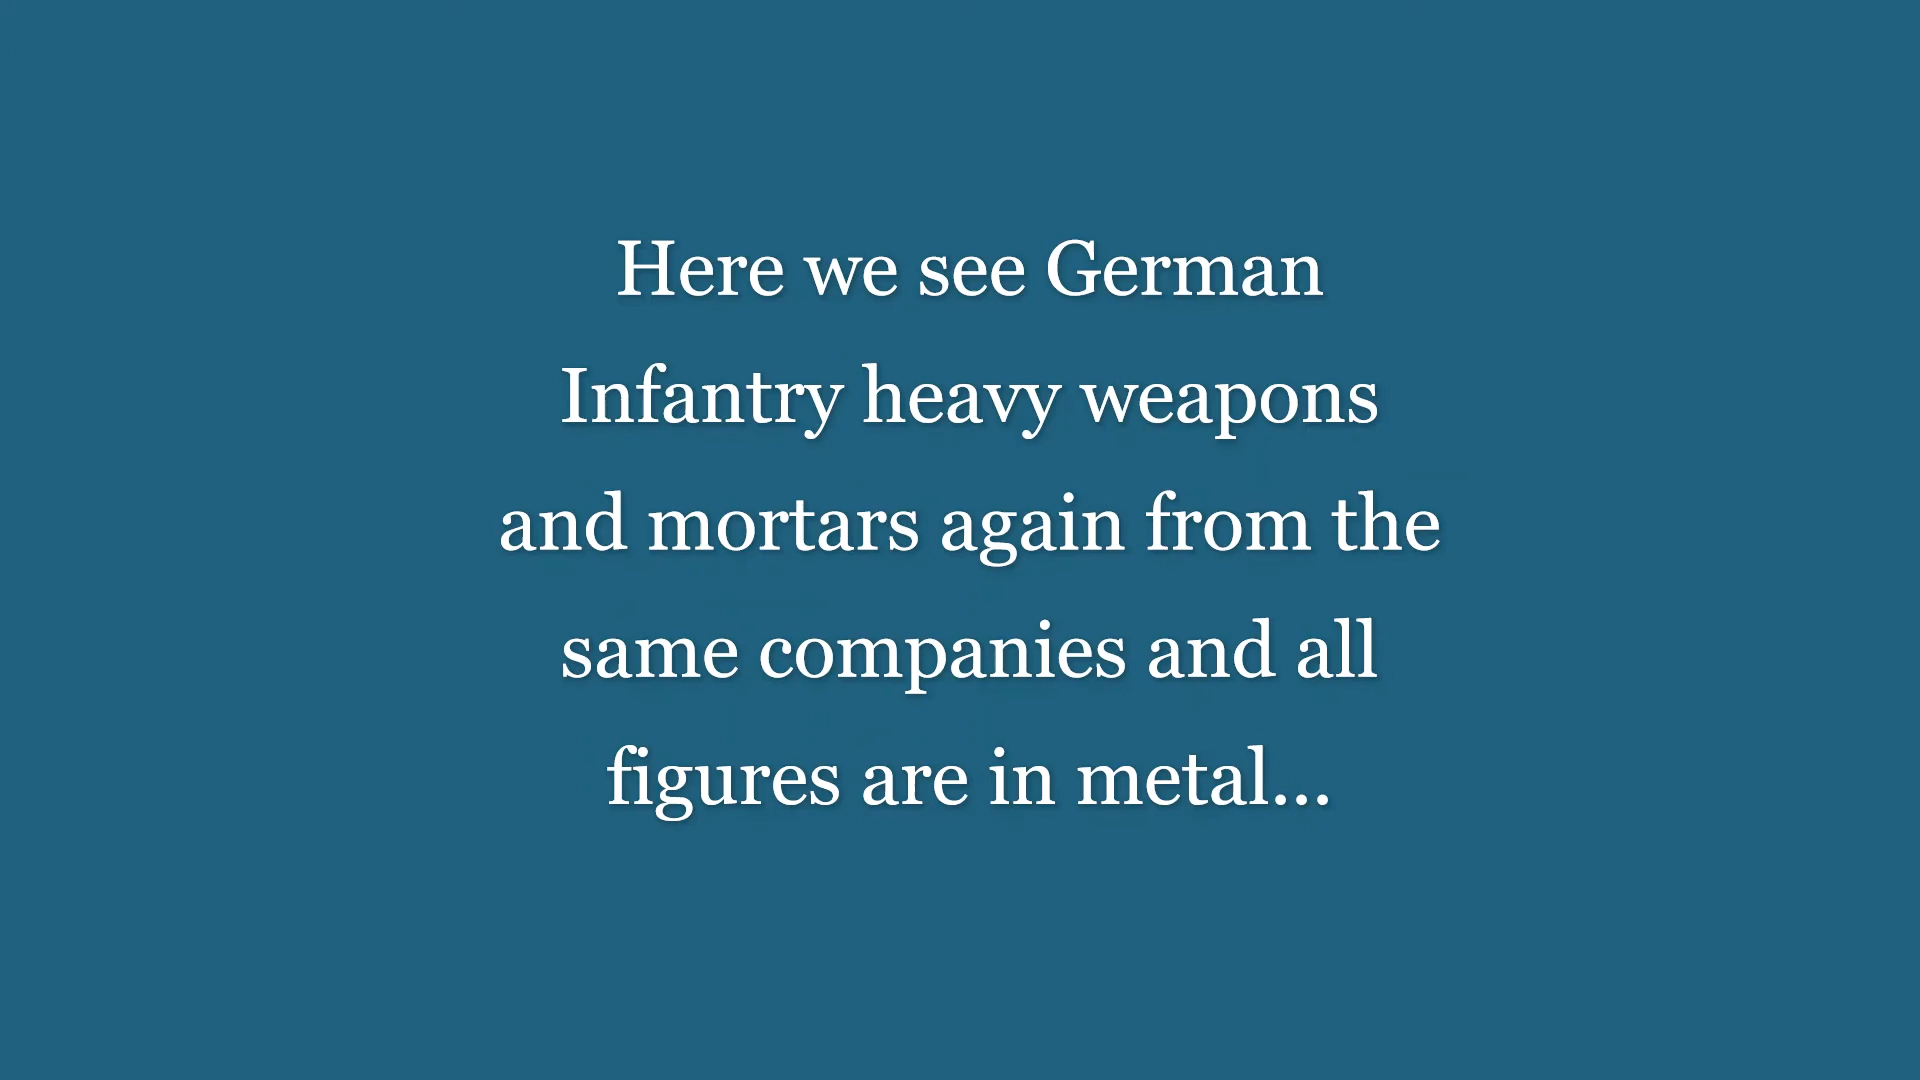 Here we see German
Infantry heavy weapons
and mortars again from the
same companies and all
figures are in metal...